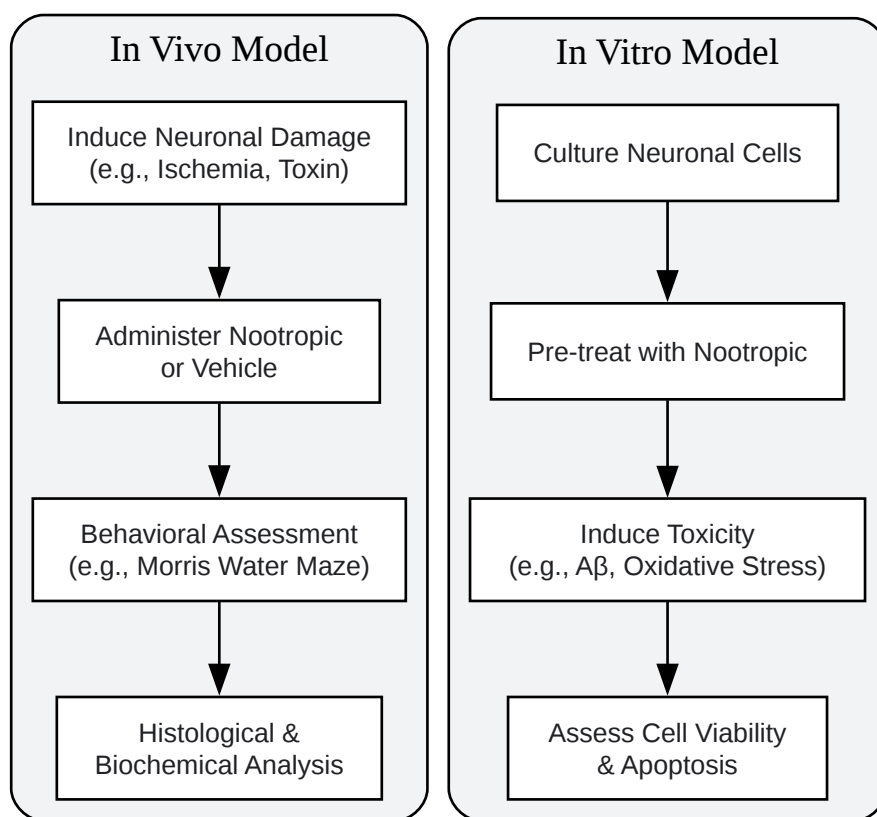 In Vivo Model
Induce Neuronal Damage
(e.g., Ischemia, Toxin)
Administer Nootropic
or Vehicle
Behavioral Assessment
(e.g., Morris Water Maze)
Histological &
Biochemical Analysis
In Vitro Model
Culture Neuronal Cells
Pre-treat with Nootropic
Induce Toxicity
(e.g., Aβ, Oxidative Stress)
Assess Cell Viability
& Apoptosis